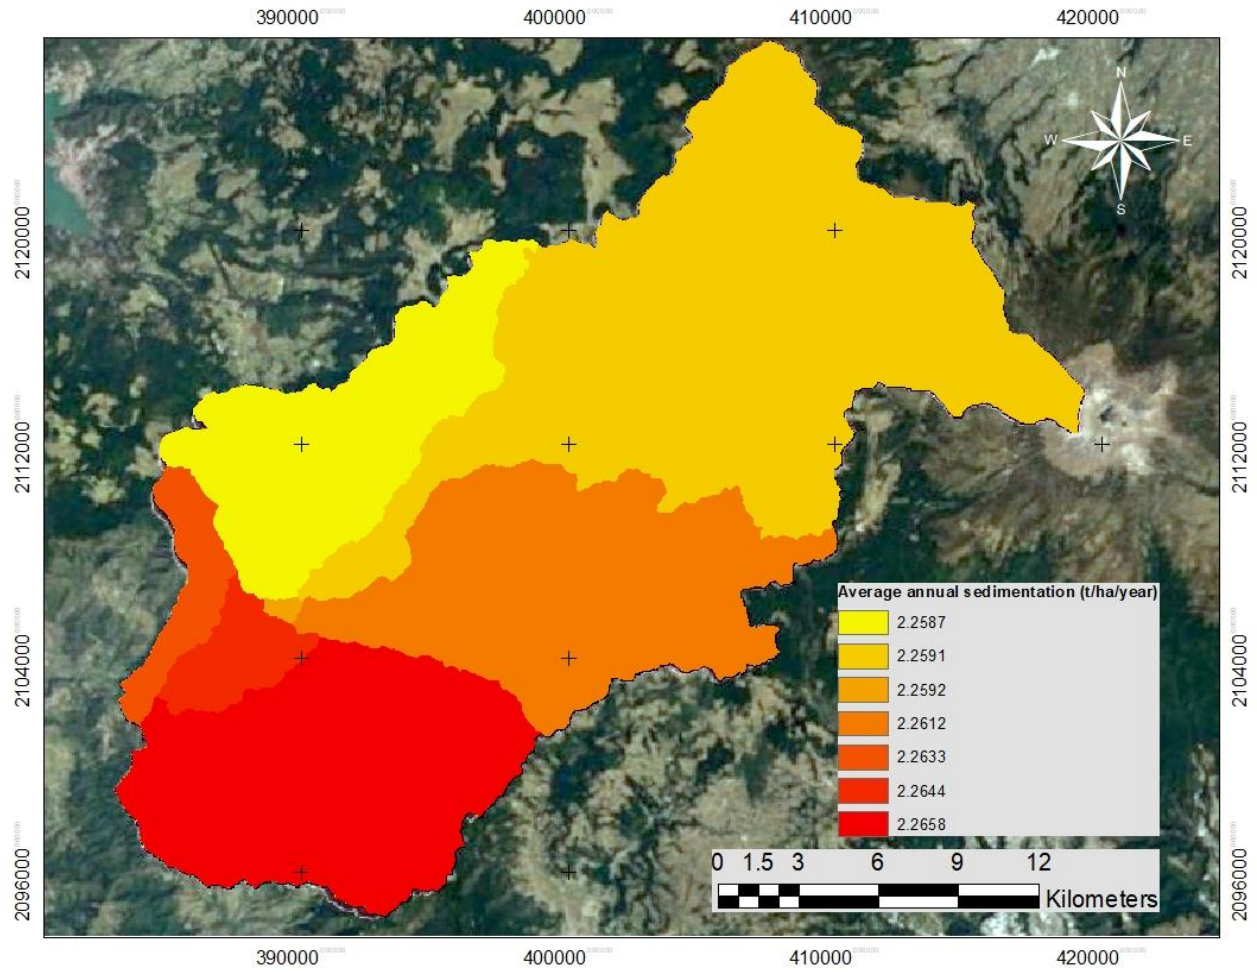 390000 400000 410000 420000
N
W E
S
2120000 2120000
2112000 2112000
2104000 2104000
2096000 2096000
Average annual sedimentation (t/ha/year)
2.2587
2.2591
2.2592
2.2612
2.2633
2.2644
2.2658
0 1.5 3 6 9 12
Kilometers
390000 400000 410000 420000